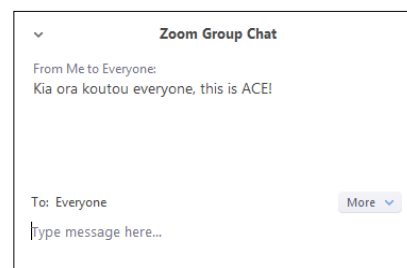 Zoom Group Chat
From Me to Everyone:
Kia ora koutou everyone, this is ACE!
To: Everyone More
Type message here...